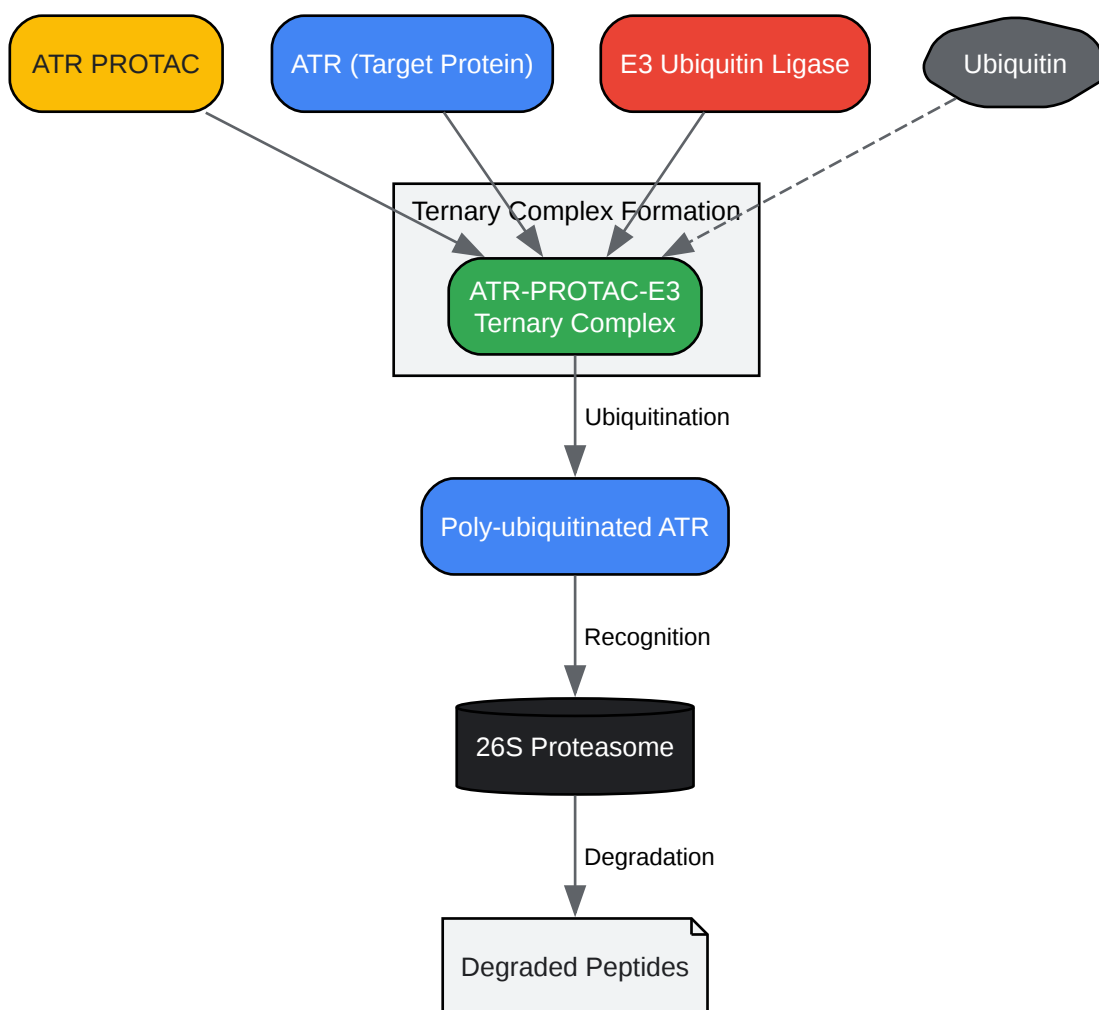 ATR PROTAC
ATR (Target Protein)
E3 Ubiquitin Ligase
Ubiquitin
Ternary Complex Formation
ATR-PROTAC-E3
Ternary Complex
Ubiquitination
Poly-ubiquitinated ATR
Recognition
26S Proteasome
Degradation
Degraded Peptides